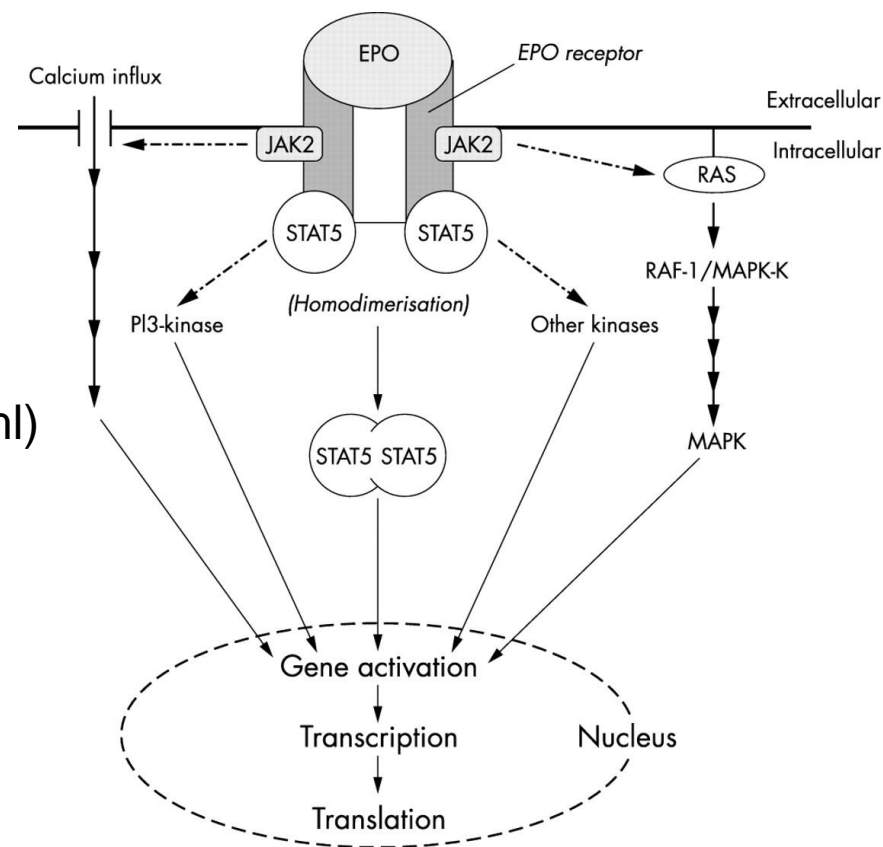 EPO
EPO receptor
Calcium influx
Extracellular
JAK2
JAK2
Intracellular
RAS
STAT5
STAT5
RAF-1/MAPK-K
(Homodimerisation)
PI3-kinase
Other kinases
MAPK
STAT5 STAT5
Gene activation
Transcription
Nucleus
Translation